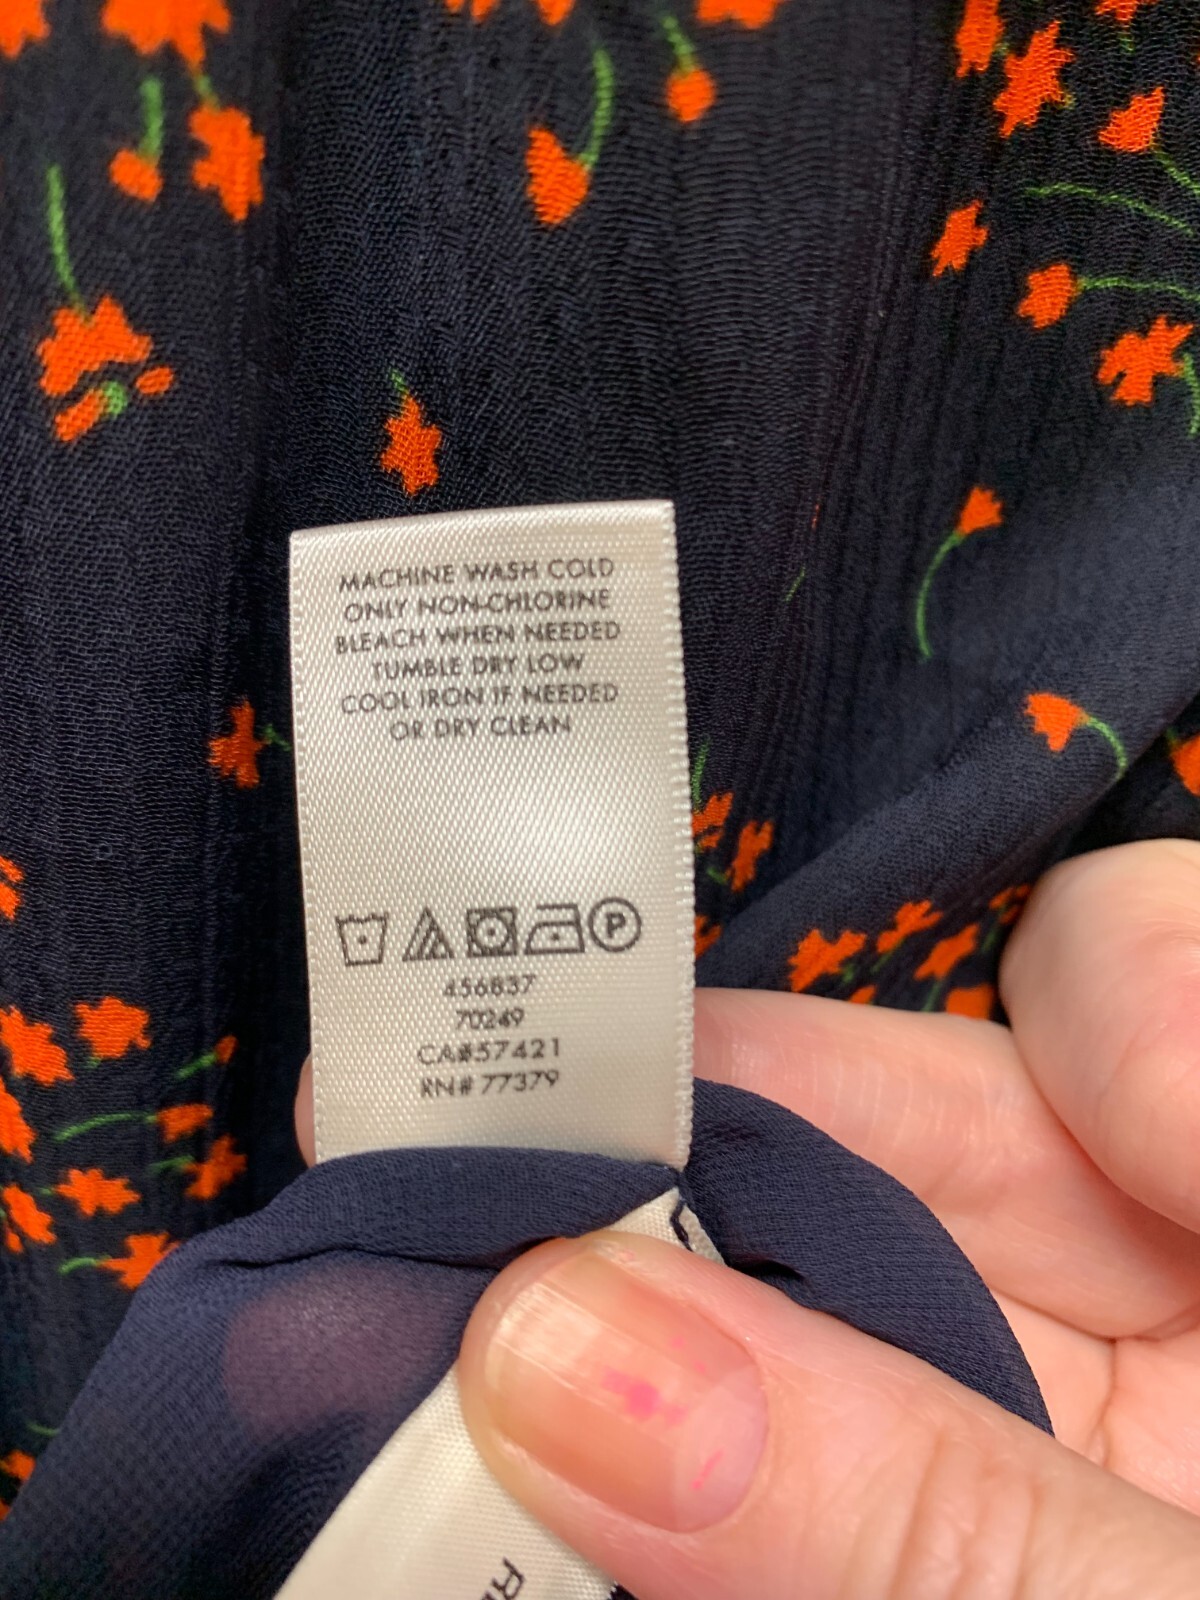 MACHINE WASH COLD
ONLY NON-CHLORINE
BLEACH WHEN NEEDED
TUMBLE DRY LOW
COOL IRON IF NEEDED
OR DRY CLEAN
P
456837
70249
CA#57421
RN# 77379